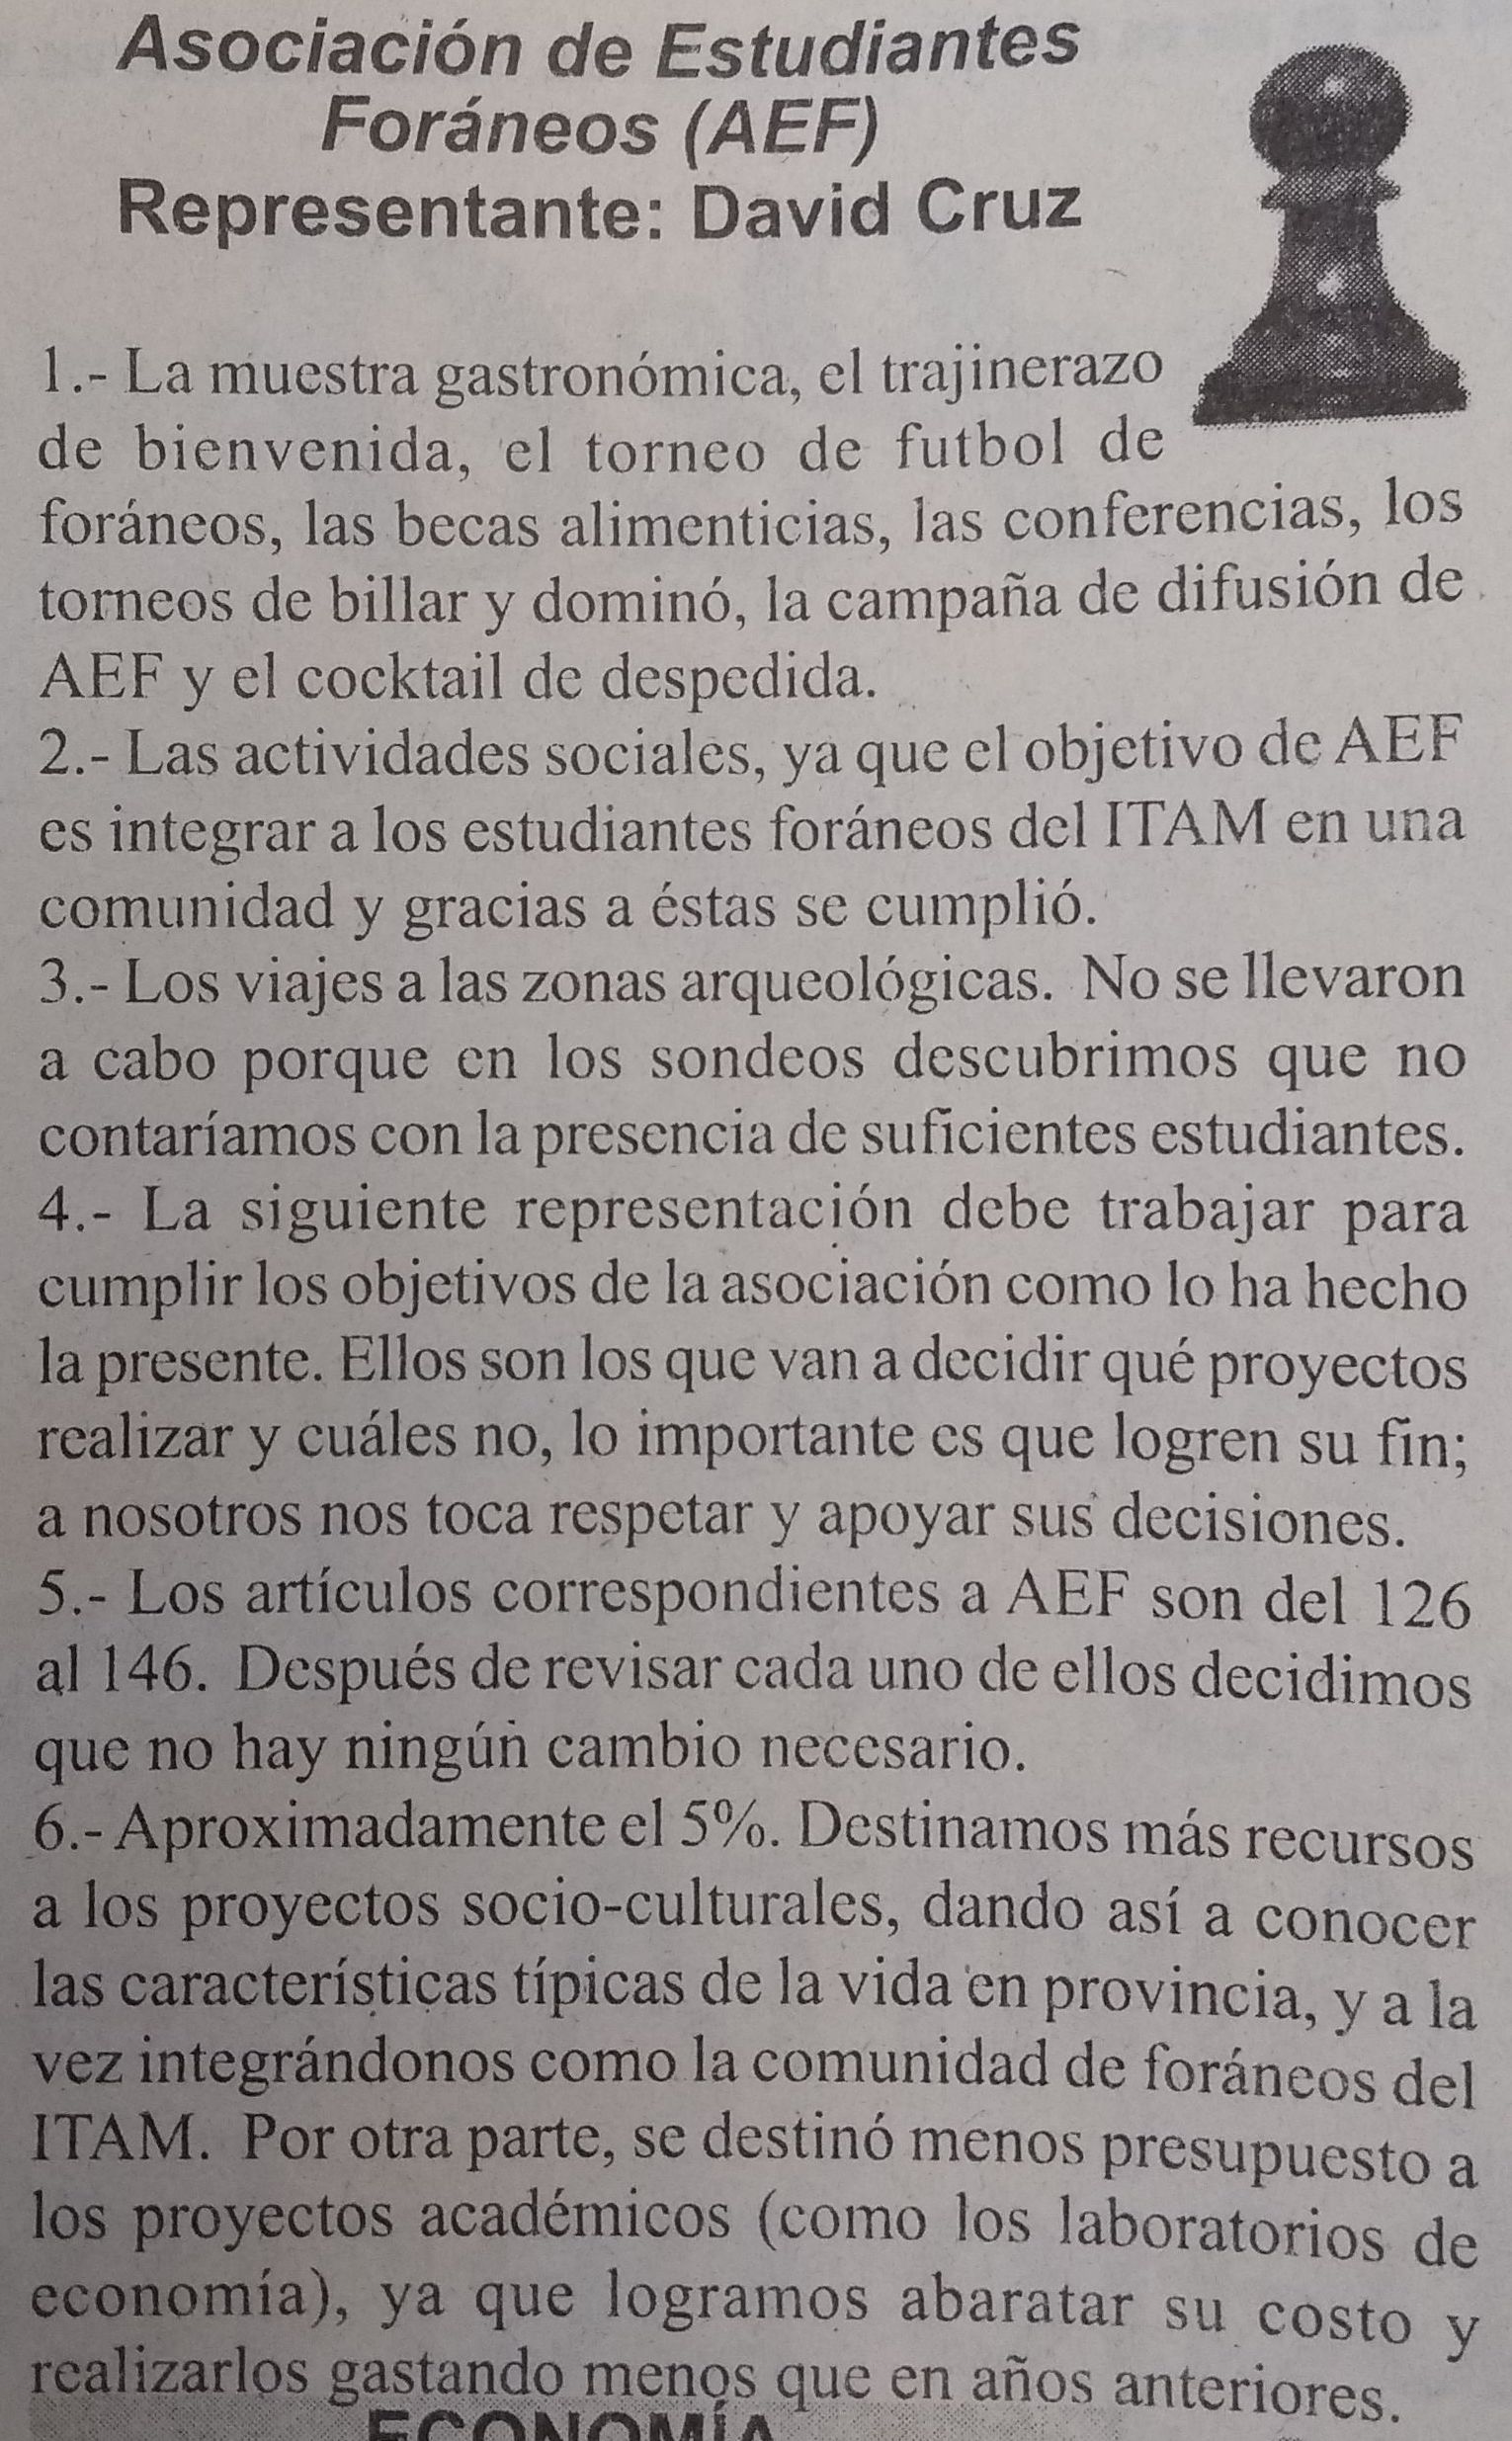 Asociación de Estudiantes
Foráneos (AEF)
Representante: David Cruz
1.- La muestra gastronómica, el trajinerazo
de bienvenida, el torneo de futbol de
foráneos, las becas alimenticias, las conferencias, los
torneos de billar y dominó, la campaña de difusión de
AEF y el cocktail de despedida.
2.- Las actividades sociales, ya que el objetivo de AEF
es integrar a los estudiantes foráneos del ITAM en una
comunidad y gracias a éstas se cumplió.
3.- Los viajes a las zonas arqueológicas. No se llevaron
a cabo porque en los sondeos descubrimos que no
contaríamos con la presencia de suficientes estudiantes.
4.- La siguiente representación debe trabajar para
cumplir los objetivos de la asociación como lo ha hecho
la presente. Ellos son los que van a decidir qué proyectos
realizar y cuáles no, lo importante es que logren su fin;
a nosotros nos toca respetar y apoyar sus decisiones.
5.- Los artículos correspondientes a AEF son del 126
al 146. Después de revisar cada uno de ellos decidimos
que no hay ningún cambio necesario.
6.- Aproximadamente el 5%. Destinamos más recursos
a los proyectos socio-culturales, dando así a conocer
las características típicas de la vida en provincia, y a la
vez integrándonos como la comunidad de foráneos del
ITAM. Por otra parte, se destinó menos presupuesto a
los proyectos académicos (como los laboratorios de
economía), ya que logramos abaratar su costo y
realizarlos gastando menos que en años anteriores.
ECONOMÍA